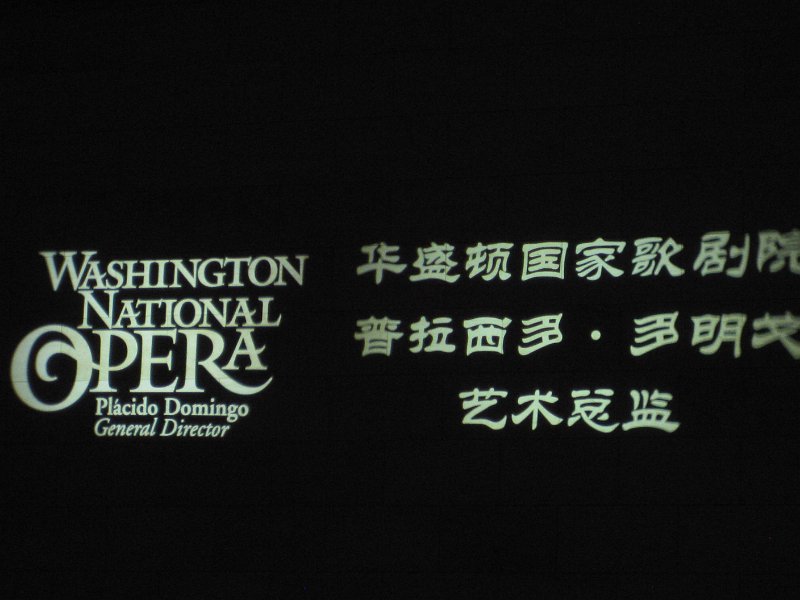 WASHINGTON
NATIONAL
OPERA
Plácido Domingo
General Director
华盛顿国家歌剧院
普拉西多·多明戈
艺术总监